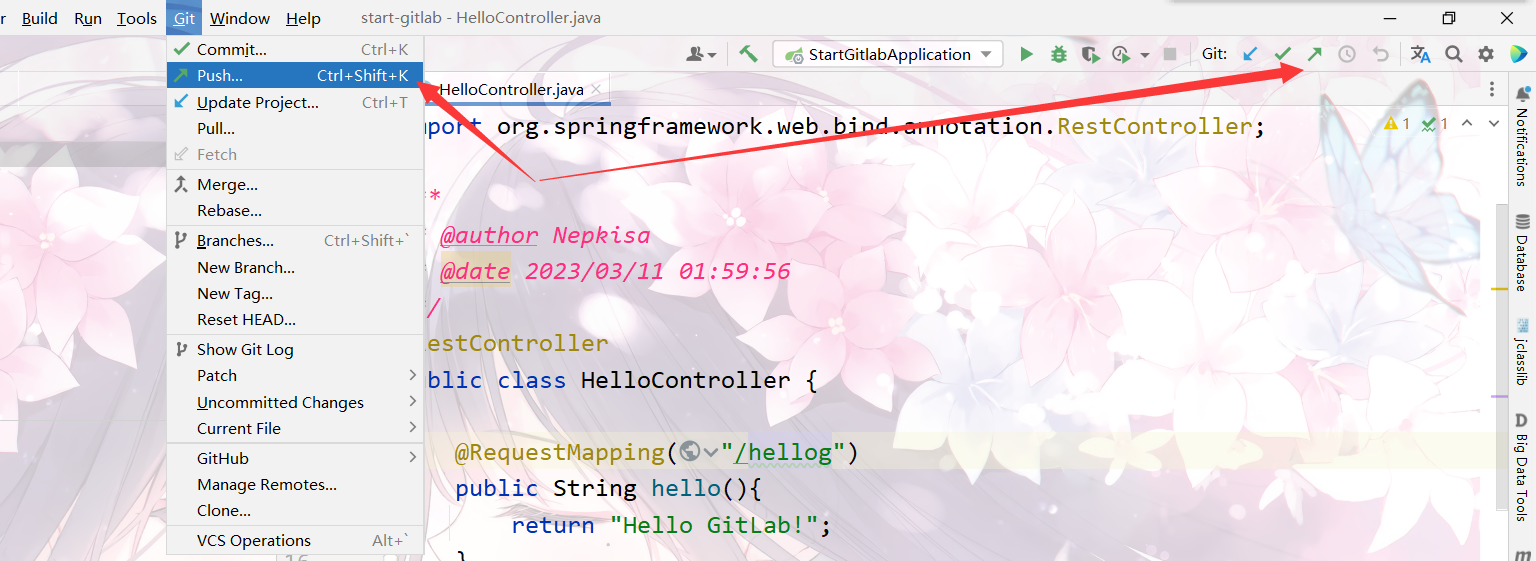 r Build Run Tools Git Window Help start-gitlab - HelloController.java
StartGitlabApplication Git:
Commit... Ctrl+K
Push... Ctrl+Shift+K
Update Project... Ctrl+T
Pull...
Fetch
Merge...
Rebase...
Branches... Ctrl+Shift+`
New Branch...
New Tag...
Reset HEAD...
Show Git Log
Patch
Uncommitted Changes
Current File
GitHub
Manage Remotes...
Clone...
VCS Operations Alt+`
HelloController.java
port org.springframework.web.bind.annotation.RestController;
1 1
*
@author Nepkisa
@date 2023/03/11 01:59:56
/
estController
blic class HelloController {
@RequestMapping("/hellog")
public String hello(){
return "Hello GitLab!";
}
16
Notifications
Database
jclasslib
D
Big Data Tools
m